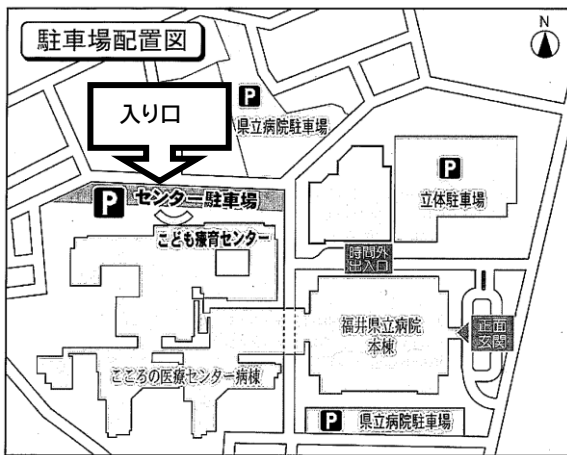 駐車場配置図
N
入り口
P
県立病院駐車場
P
立体駐車場
P センター駐車場
こども療育センター
時間外
出入口
福井県立病院
本棟
正面
玄関
こころの医療センター病棟
P 県立病院駐車場